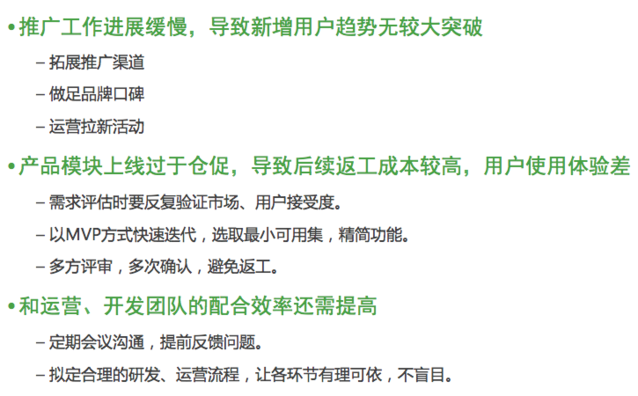 •推广工作进展缓慢，导致新增用户趋势无较大突破
–拓展推广渠道
–做足品牌口碑
–运营拉新活动
•产品模块上线过于仓促，导致后续返工成本较高，用户使用体验差
–需求评估时要反复验证市场、用户接受度。
–以MVP方式快速迭代，选取最小可用集，精简功能。
–多方评审，多次确认，避免返工。
•和运营、开发团队的配合效率还需提高
–定期会议沟通，提前反馈问题。
–拟定合理的研发、运营流程，让各环节有理可依，不盲目。